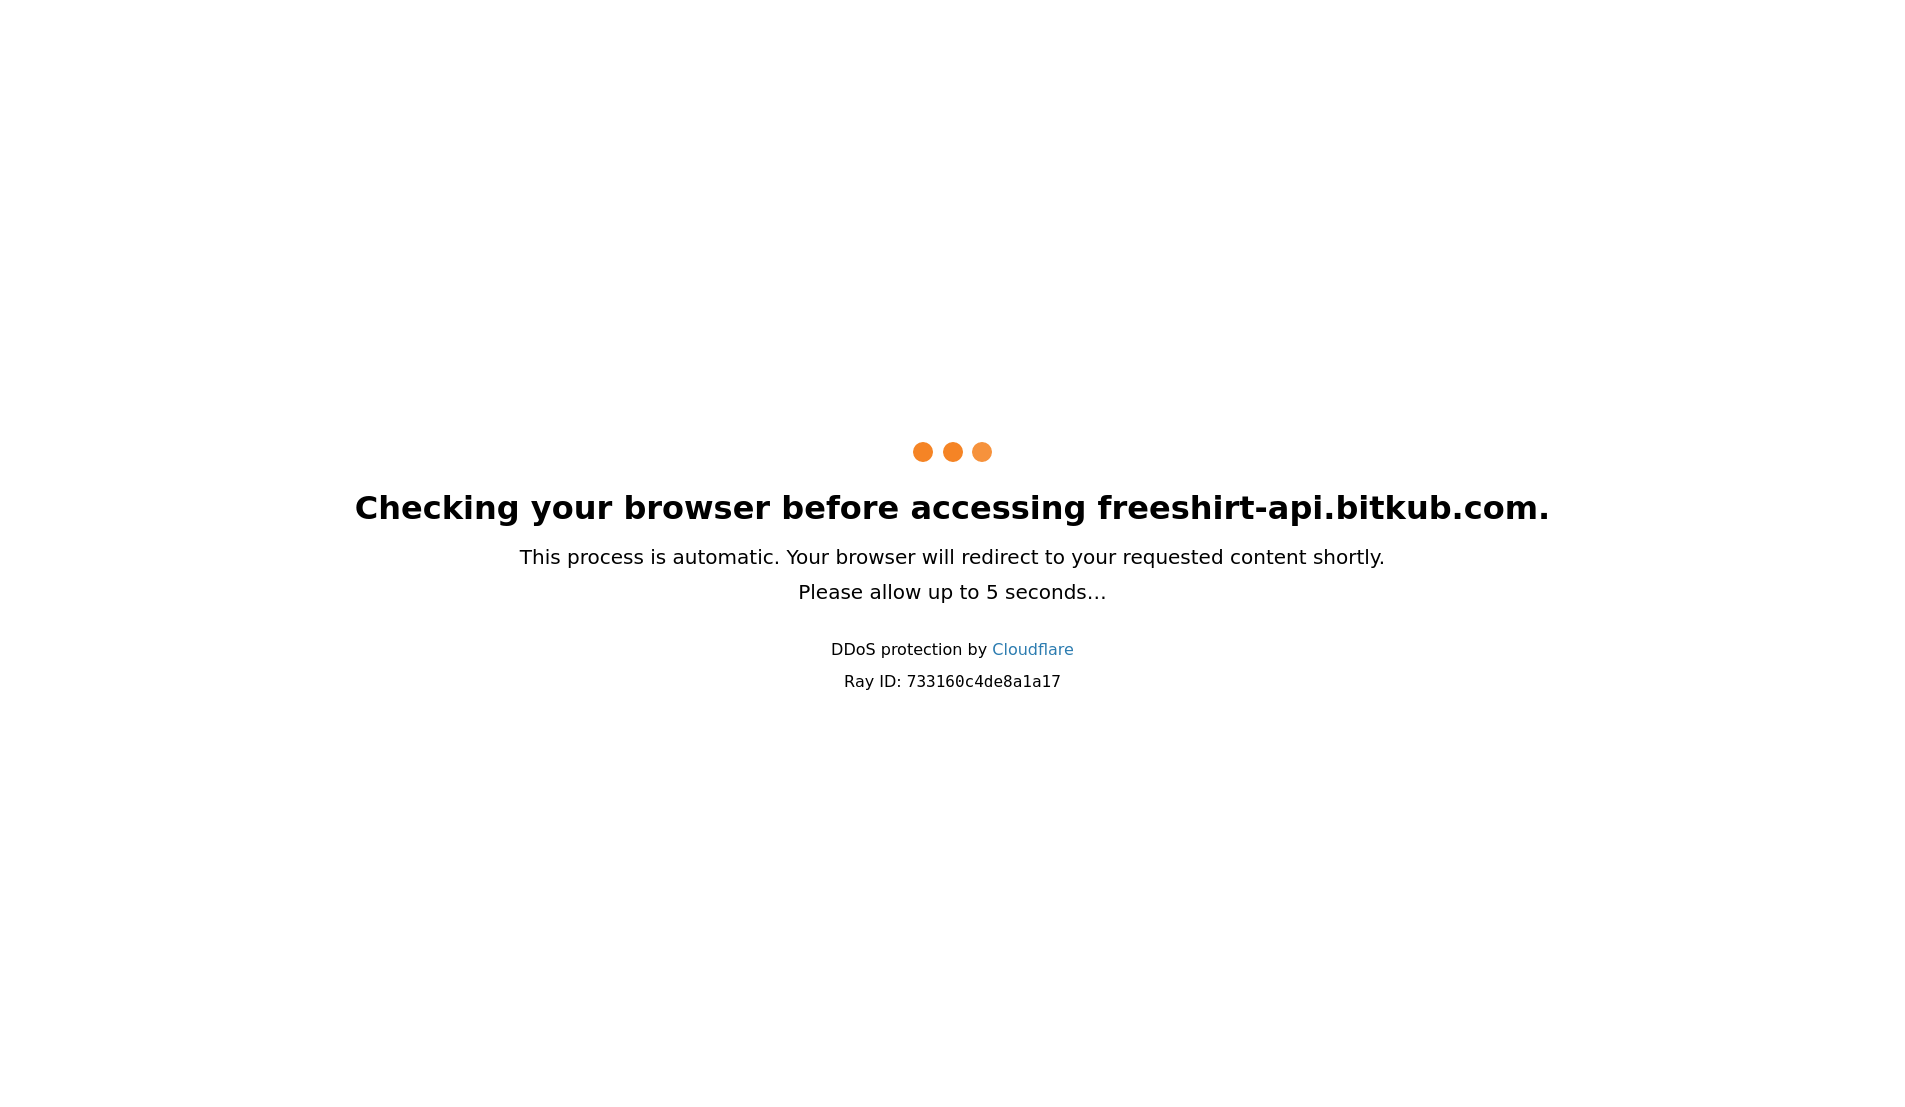 Checking your browser before accessing freeshirt-api.bitkub.com.
This process is automatic. Your browser will redirect to your requested content shortly.
Please allow up to 5 seconds…
DDoS protection by Cloudflare
Ray ID: 733160c4de8a1a17